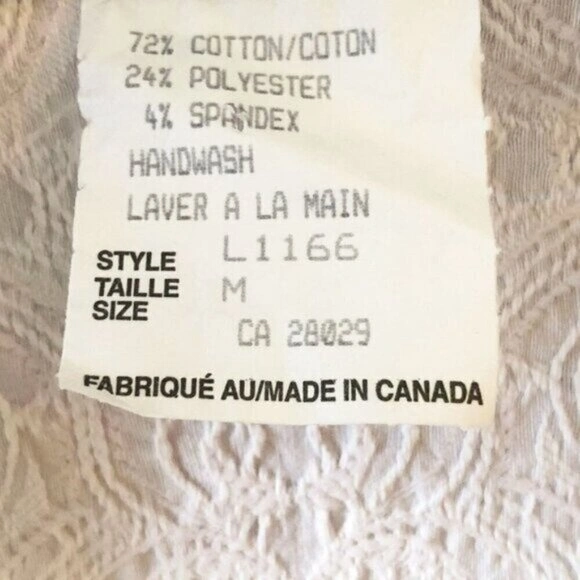 72% COTTON/COTON
24% POLYESTER
4% SPANDEX
HANDWASH
LAVER A LA MAIN
STYLE L1166
TAILLE M
SIZE
CA 28029
FABRIQUÉ AU/MADE IN CANADA